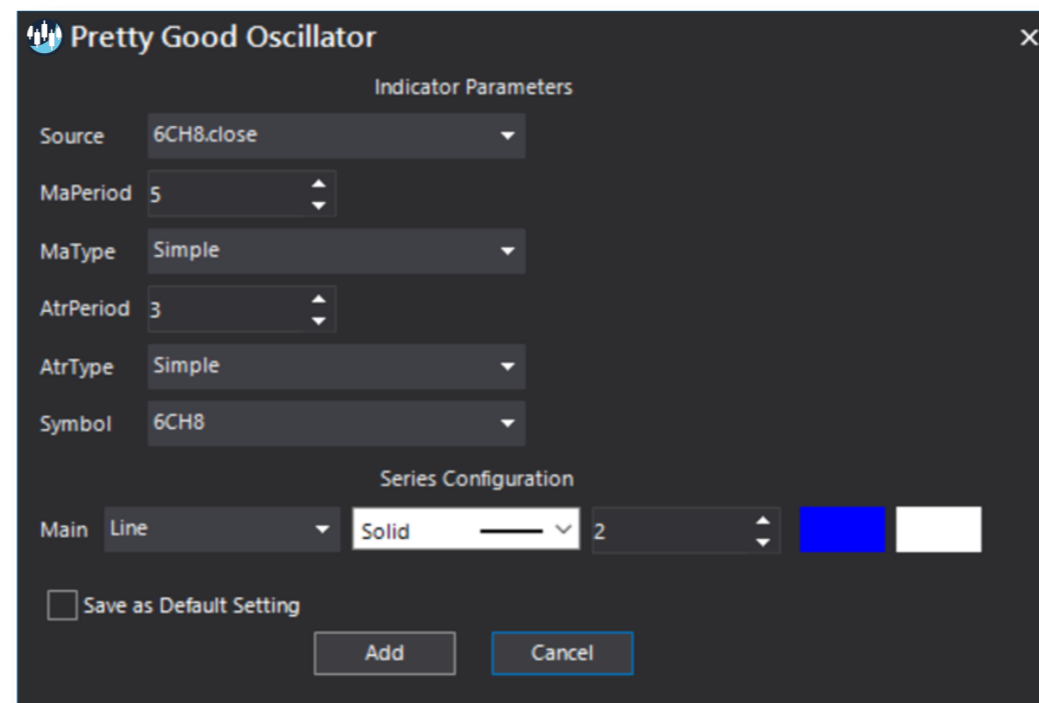 Pretty Good Oscillator
Indicator Parameters
Source 6CH8.close
MaPeriod 5
MaType Simple
AtrPeriod 3
AtrType Simple
Symbol 6CH8
Series Configuration
Main Line Solid 2
Save as Default Setting
Add Cancel